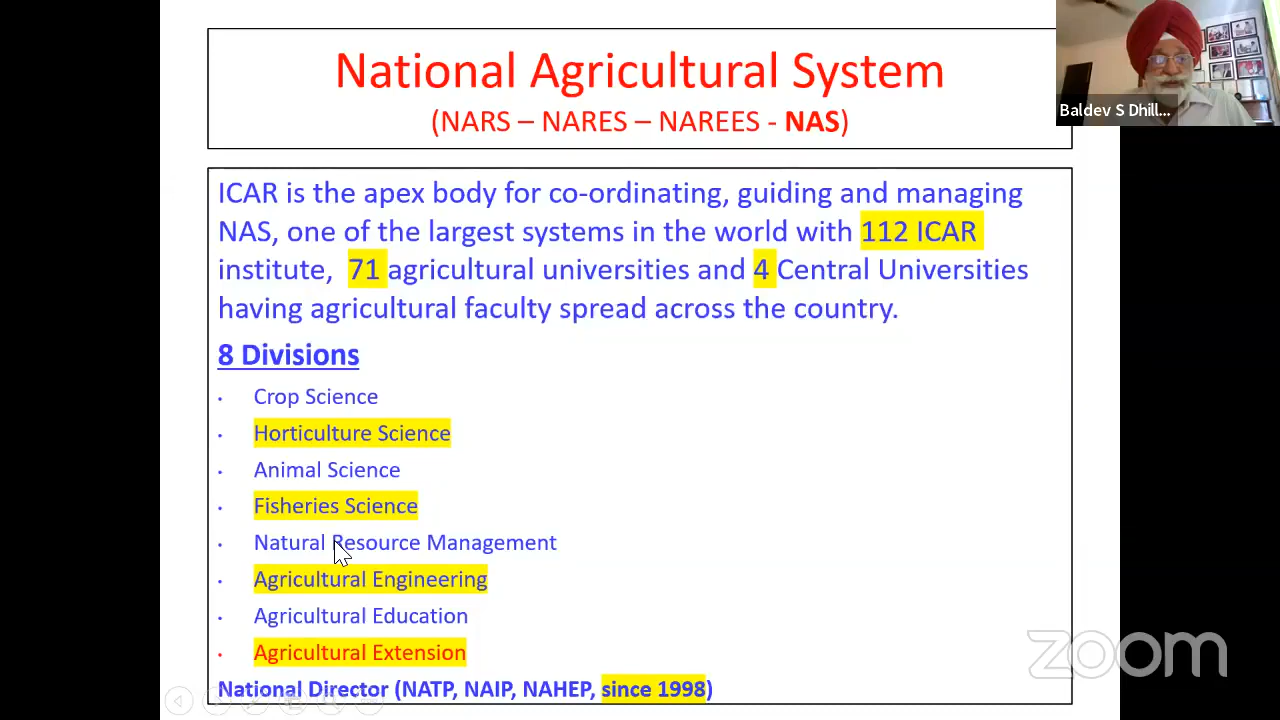 National Agricultural System
(NARS – NARES – NAREES - NAS)
Baldev S Dhill...
ICAR is the apex body for co-ordinating, guiding and managing
NAS, one of the largest systems in the world with 112 ICAR
institute, 71 agricultural universities and 4 Central Universities
having agricultural faculty spread across the country.
8 Divisions
• Crop Science
• Horticulture Science
• Animal Science
• Fisheries Science
• Natural Resource Management
• Agricultural Engineering
• Agricultural Education
• Agricultural Extension
National Director (NATP, NAIP, NAHEP, since 1998)
zoom